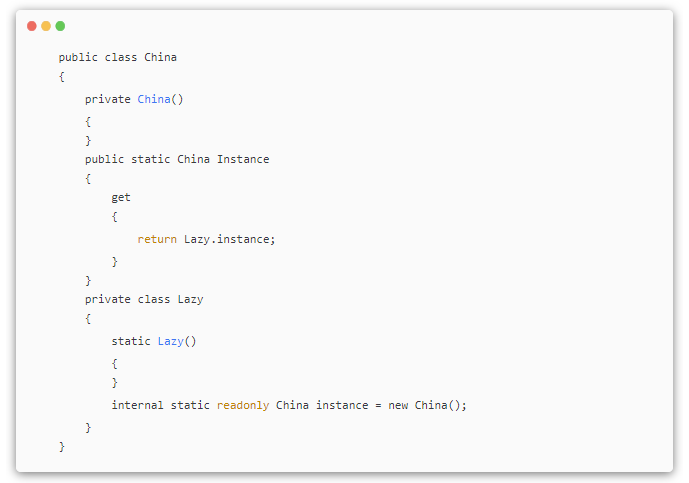 public class China
{
private China()
{
}
public static China Instance
{
get
{
return Lazy.instance;
}
}
private class Lazy
{
static Lazy()
{
}
internal static readonly China instance = new China();
}
}